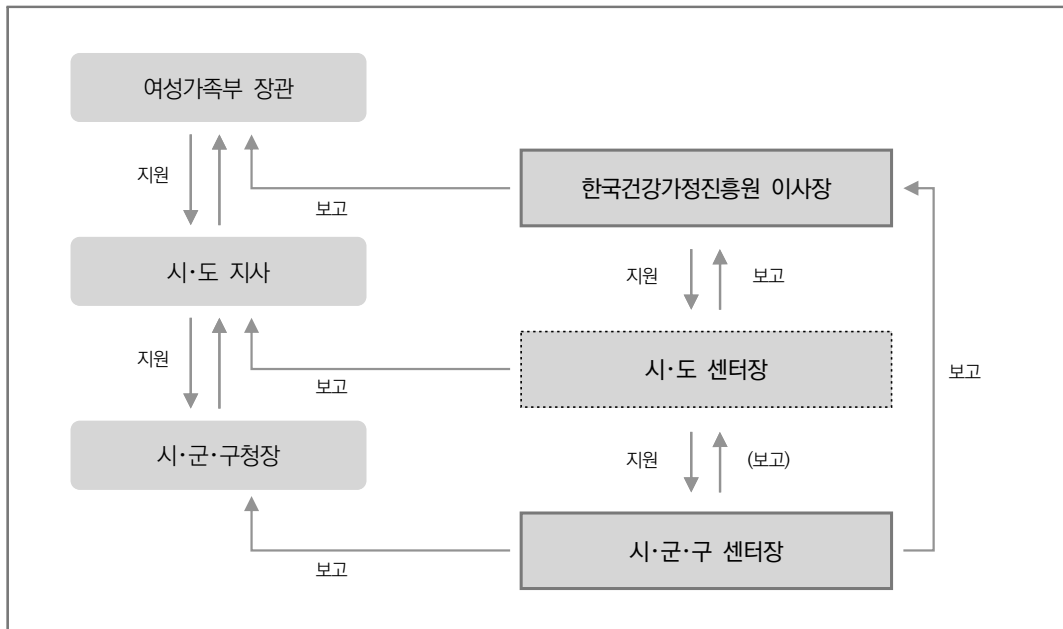 여성가족부 장관
지원
보고
한국건강가정진흥원 이사장
시·도 지사
지원
보고
지원
보고
시·도 센터장
보고
보고
시·군·구청장
지원
(보고)
시·군·구 센터장
보고